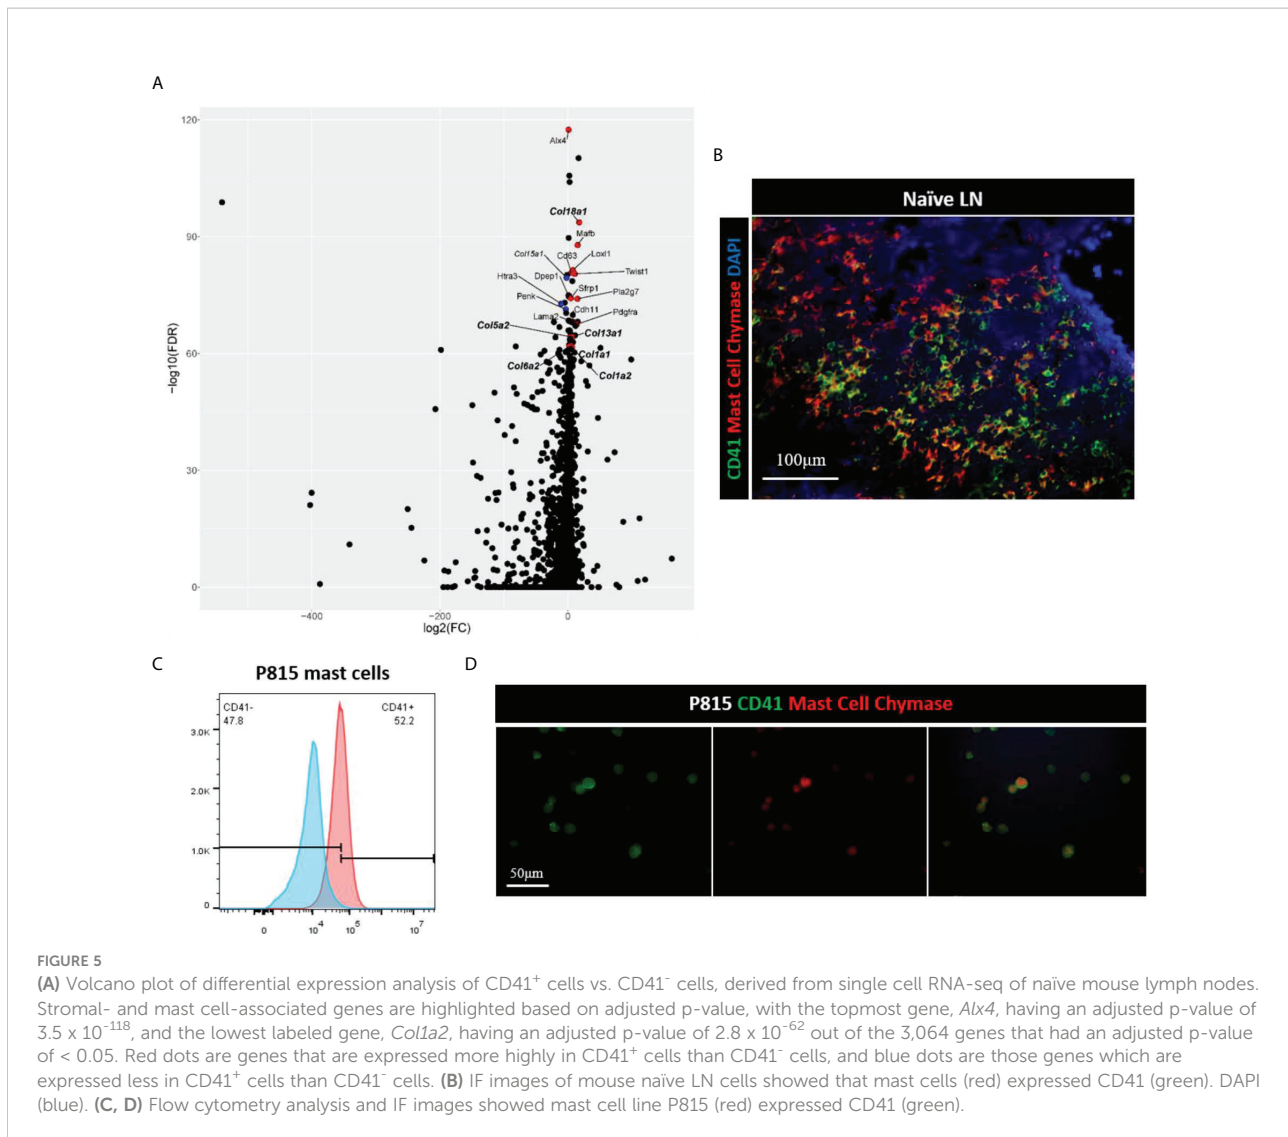 A
120
90
60
30
0
−log10(FDR)
−400
−200
0
log2(FC)
Alx4
Col18a1
Mafb
Cd63
Loxl1
Col15a1
Twist1
Htra3
Dpep1
Sfrp1
Pla2g7
Penk
Cdh11
Lama2
Pdgfra
Col5a2
Col13a1
Col1a1
Col6a2
Col1a2
B
Naïve LN
CD41 Mast Cell Chymase DAPI
100µm
C
P815 mast cells
CD41-
47.8
CD41+
52.2
3.0K
2.0K
1.0K
0
0
10^4
10^5
10^7
D
P815 CD41 Mast Cell Chymase
50µm
FIGURE 5
(A) Volcano plot of differential expression analysis of CD41⁺ cells vs. CD41⁻ cells, derived from single cell RNA-seq of naïve mouse lymph nodes.
Stromal- and mast cell-associated genes are highlighted based on adjusted p-value, with the topmost gene, Alx4, having an adjusted p-value of
3.5 x 10⁻¹¹⁸, and the lowest labeled gene, Col1a2, having an adjusted p-value of 2.8 x 10⁻⁶² out of the 3,064 genes that had an adjusted p-value
of < 0.05. Red dots are genes that are expressed more highly in CD41⁺ cells than CD41⁻ cells, and blue dots are those genes which are
expressed less in CD41⁺ cells than CD41⁻ cells. (B) IF images of mouse naïve LN cells showed that mast cells (red) expressed CD41 (green). DAPI
(blue). (C, D) Flow cytometry analysis and IF images showed mast cell line P815 (red) expressed CD41 (green).